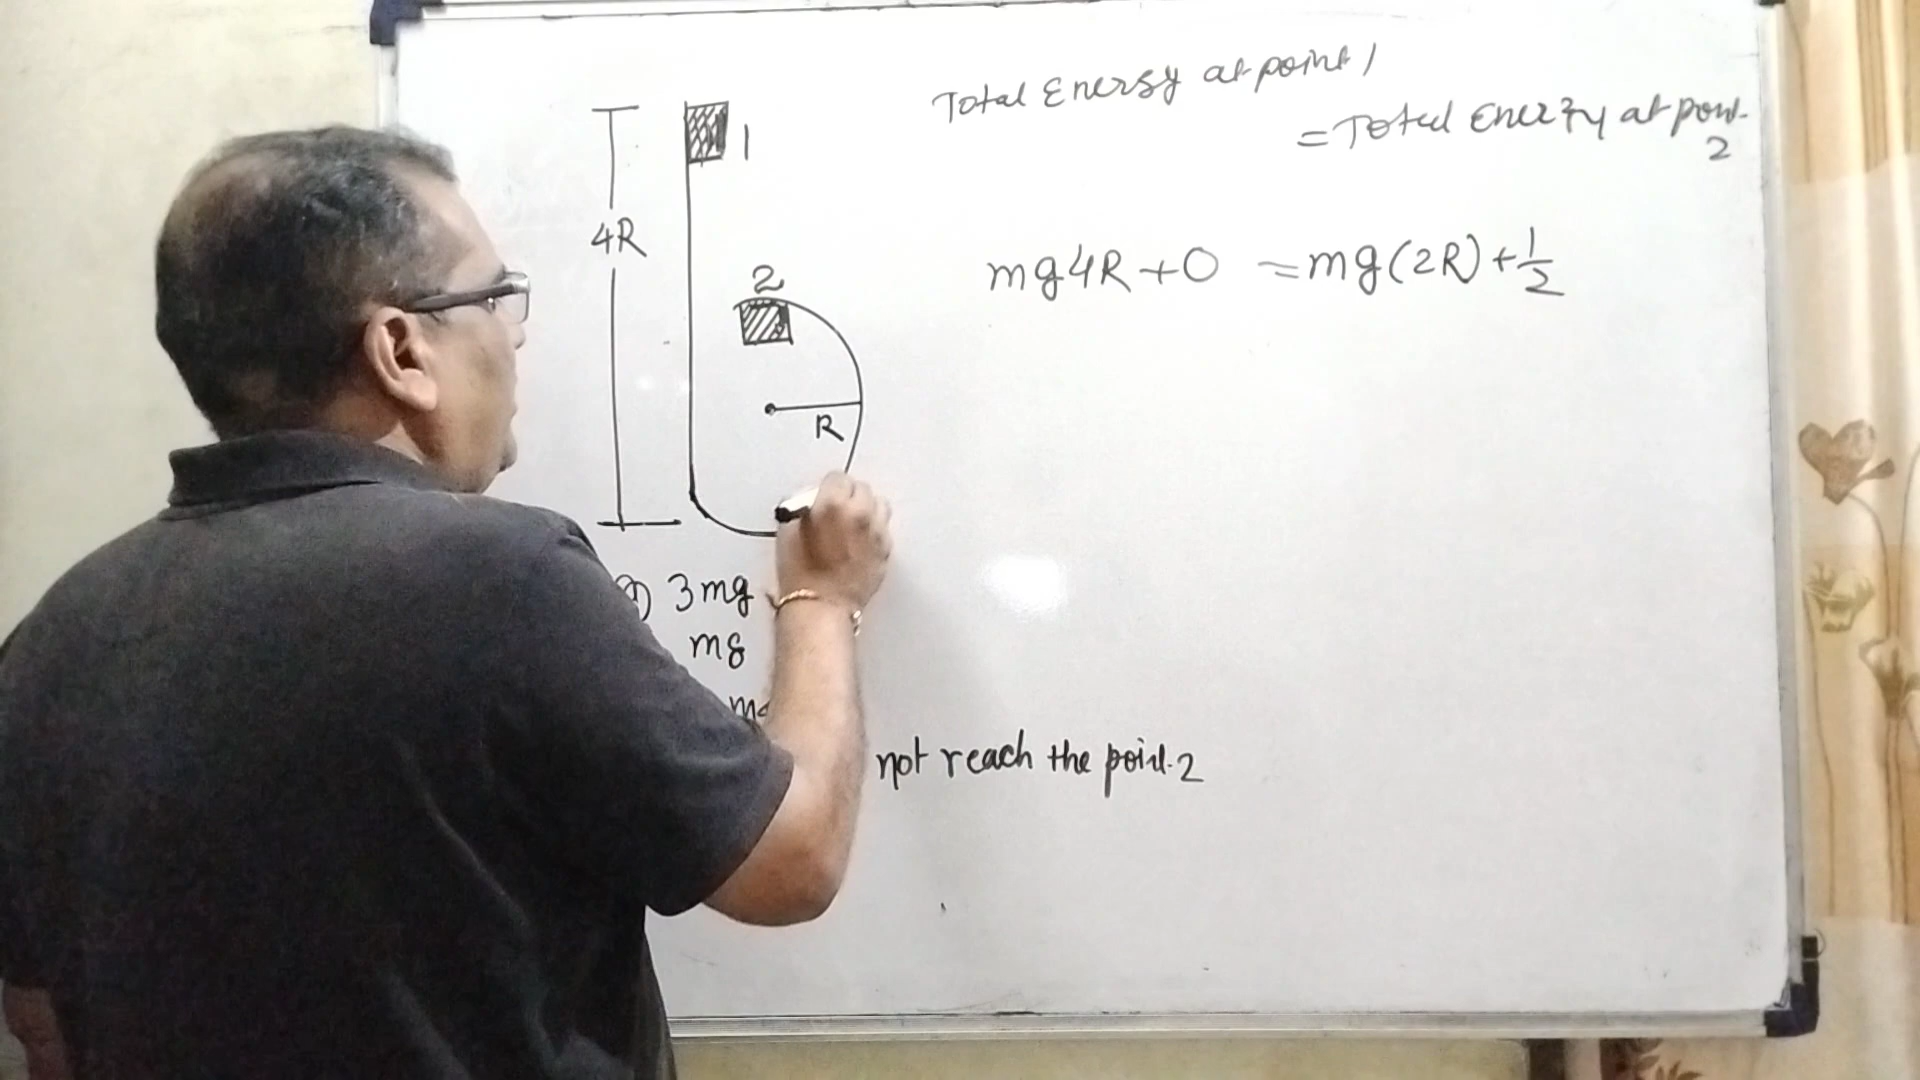 Total Energy at point 1
= Total Energy at point
2
1
4R
2
R
mg4R + 0 = mg(2R) + 1/2
3mg
mg
not reach the point 2